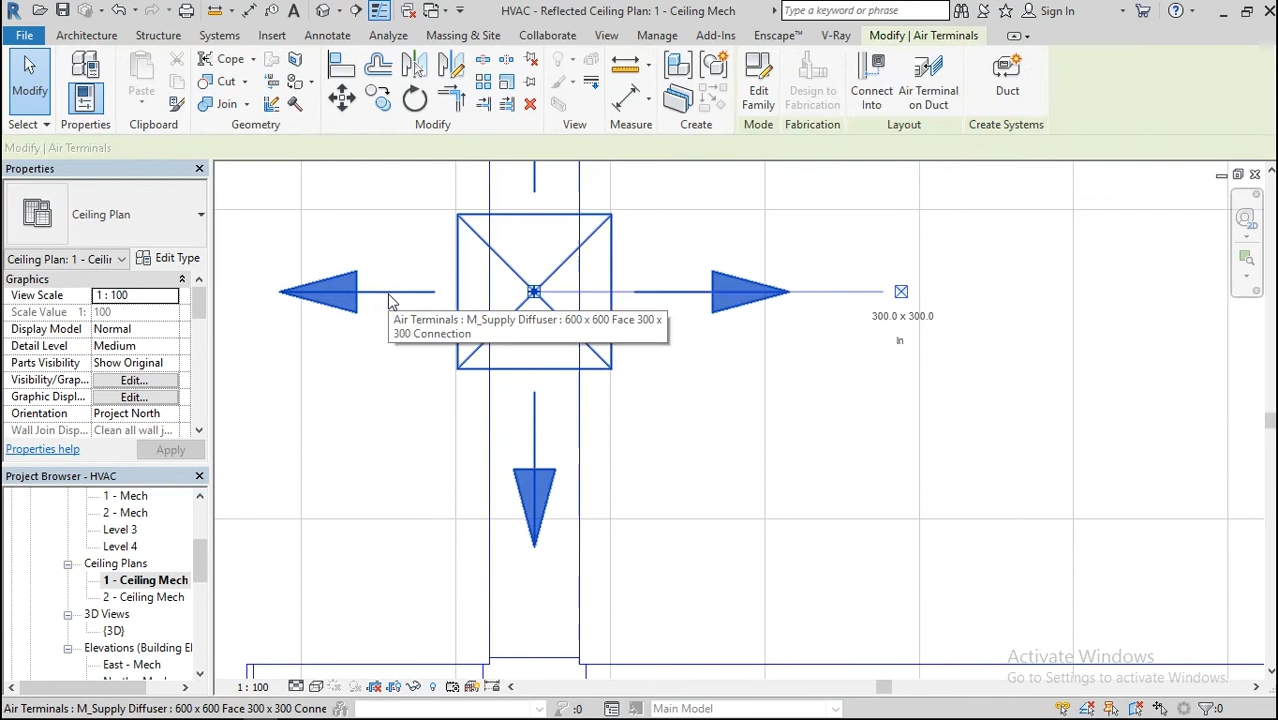 HVAC - Reflected Ceiling Plan: 1 - Ceiling Mech
Type a keyword or phrase
Sign In
File Architecture Structure Systems Insert Annotate Analyze Massing & Site Collaborate View Manage Add-Ins Enscape™ V-Ray Modify | Air Terminals
Modify
Paste
Cope
Cut
Join
Edit Family
Design to Fabrication
Connect Into
Air Terminal on Duct
Duct
Select Properties Clipboard Geometry Modify View Measure Create Mode Fabrication Layout Create Systems
Modify | Air Terminals
Properties
Ceiling Plan
Ceiling Plan: 1 - Ceilir
Edit Type
Graphics
View Scale 1 : 100
Scale Value 1: 100
Display Model Normal
Detail Level Medium
Parts Visibility Show Original
Visibility/Grap... Edit...
Graphic Displ... Edit...
Orientation Project North
Wall Join Disp... Clean all wall j...
Properties help
Apply
Project Browser - HVAC
1 - Mech
2 - Mech
Level 3
Level 4
Ceiling Plans
1 - Ceiling Mech
2 - Ceiling Mech
3D Views
{3D}
Elevations (Building El
East - Mech
Air Terminals : M_Supply Diffuser : 600 x 600 Face 300 x
300 Connection
300.0 x 300.0
In
2D
Activate Windows
Go to Settings to activate Windows.
1 : 100
Air Terminals : M_Supply Diffuser : 600 x 600 Face 300 x 300 Conne
:0
Main Model
:0